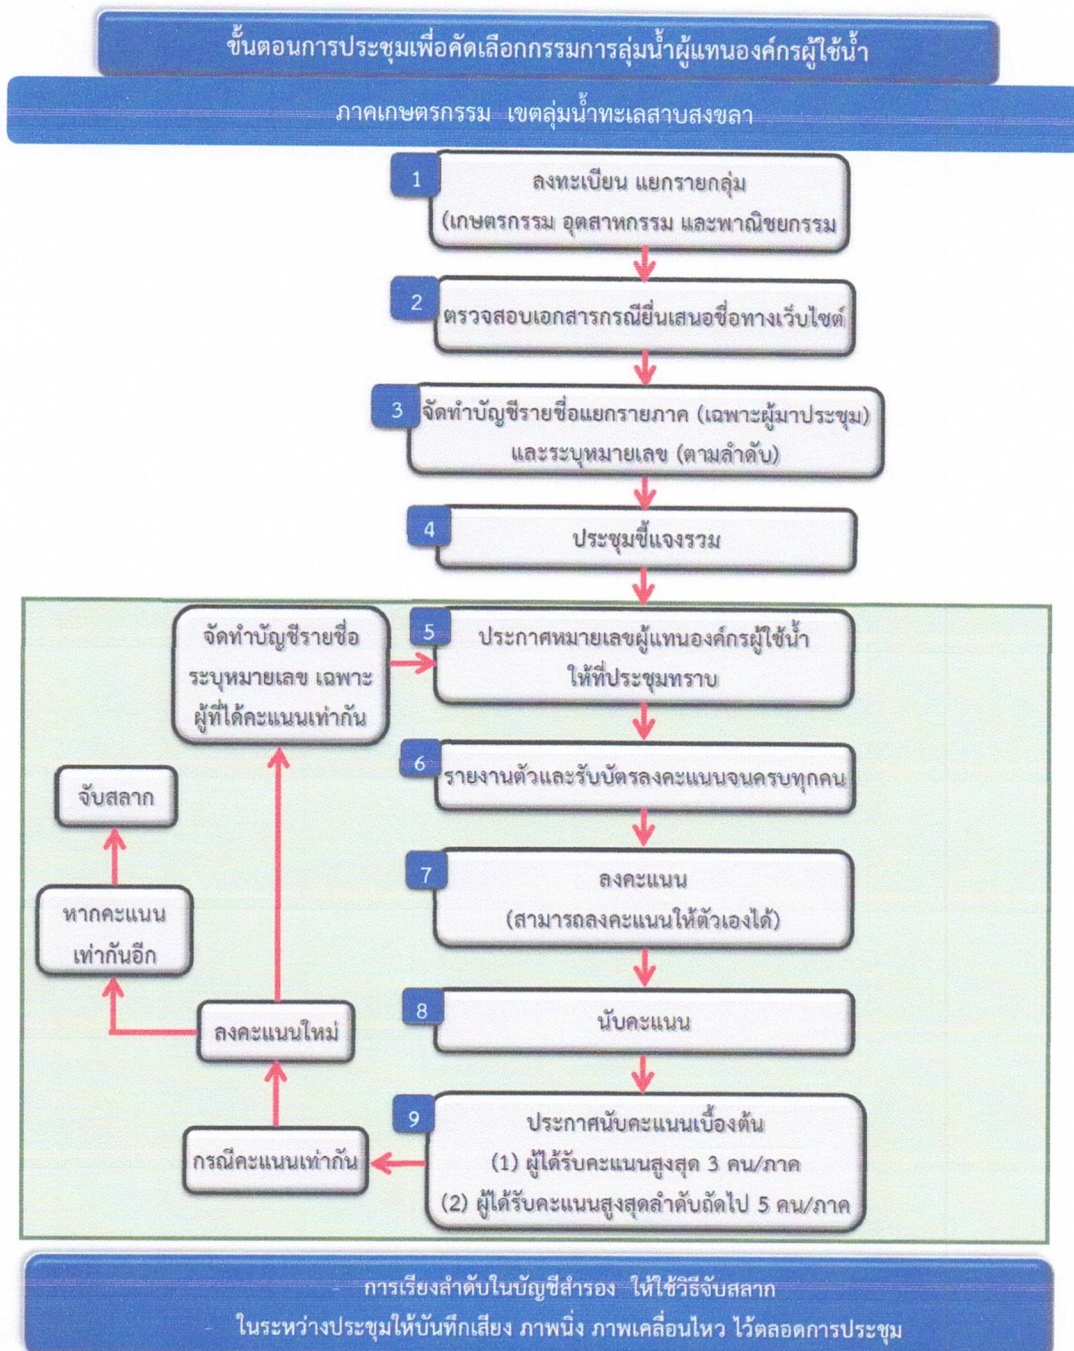 ขั้นตอนการประชุมเพื่อคัดเลือกกรรมการลุ่มน้ำผู้แทนองค์กรผู้ใช้น้ำ
ภาคเกษตรกรรม เขตลุ่มน้ำทะเลสาบสงขลา
1
ลงทะเบียน แยกรายกลุ่ม
(เกษตรกรรม อุตสาหกรรม และพาณิชยกรรม
2
ตรวจสอบเอกสารกรณียื่นเสนอชื่อทางเว็บไซต์
3
จัดทำบัญชีรายชื่อแยกรายภาค (เฉพาะผู้มาประชุม)
และระบุหมายเลข (ตามลำดับ)
4
ประชุมชี้แจงรวม
5
ประกาศหมายเลขผู้แทนองค์กรผู้ใช้น้ำ
ให้ที่ประชุมทราบ
จัดทำบัญชีรายชื่อ
ระบุหมายเลข เฉพาะ
ผู้ที่ได้คะแนนเท่ากัน
6
รายงานตัวและรับบัตรลงคะแนนจนครบทุกคน
จับสลาก
7
ลงคะแนน
(สามารถลงคะแนนให้ตัวเองได้)
หากคะแนน
เท่ากันอีก
8
นับคะแนน
ลงคะแนนใหม่
9
ประกาศนับคะแนนเบื้องต้น
(1) ผู้ได้รับคะแนนสูงสุด 3 คน/ภาค
(2) ผู้ได้รับคะแนนสูงสุดลำดับถัดไป 5 คน/ภาค
กรณีคะแนนเท่ากัน
- การเรียงลำดับในบัญชีสำรอง ให้ใช้วิธีจับสลาก
- ในระหว่างประชุมให้บันทึกเสียง ภาพนิ่ง ภาพเคลื่อนไหว ไว้ตลอดการประชุม